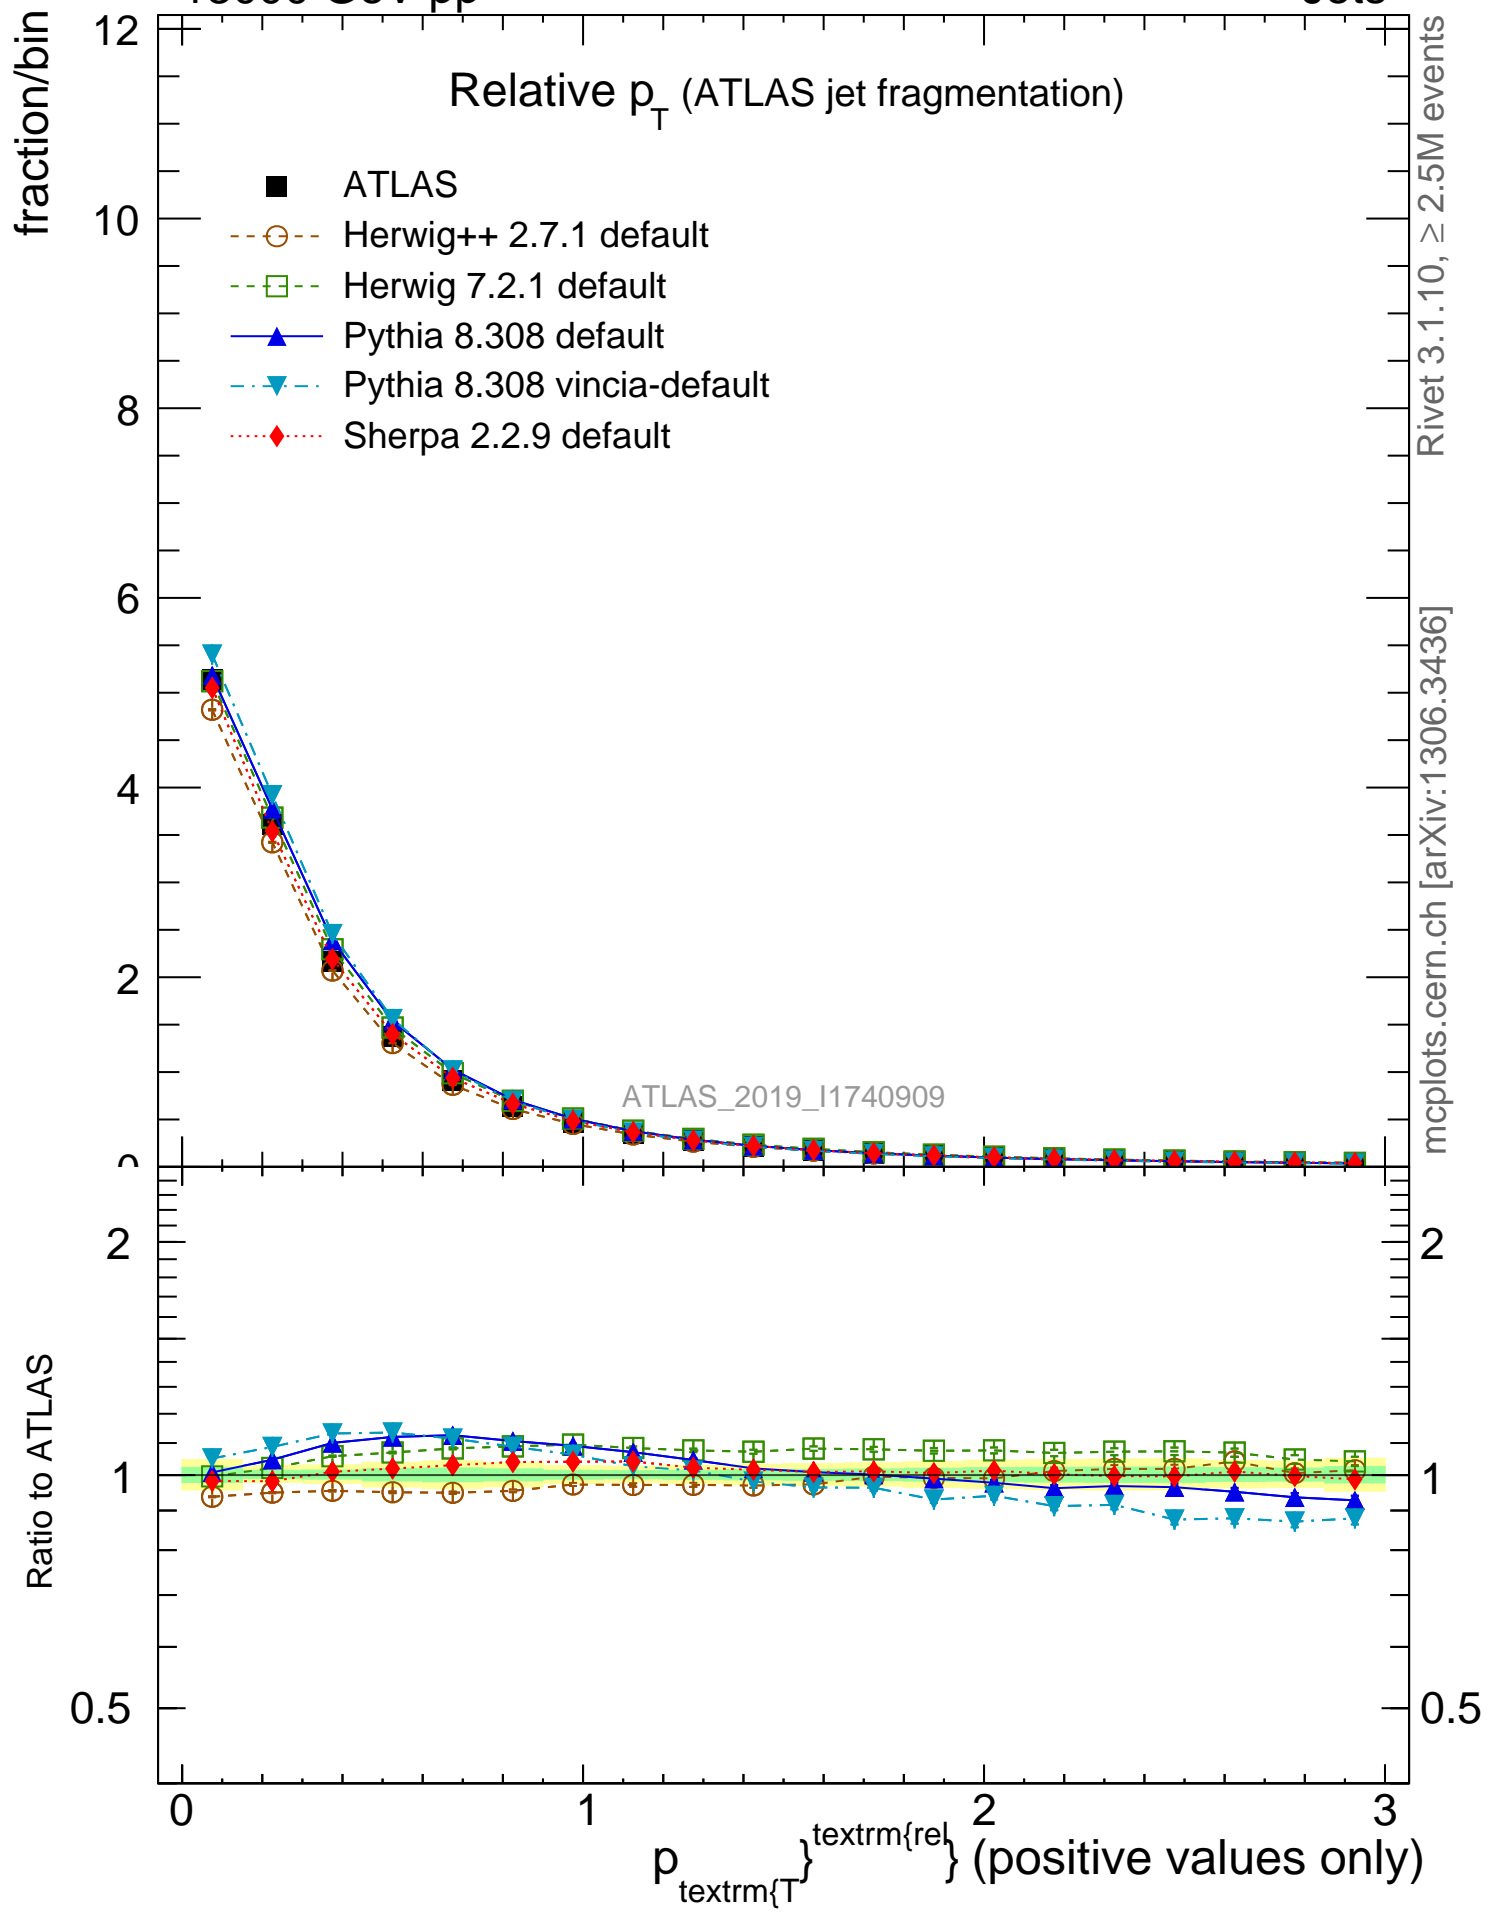 Jets
fraction/bin
12
10
8
6
4
2
0
Relative p_T (ATLAS jet fragmentation)
ATLAS
Herwig++ 2.7.1 default
Herwig 7.2.1 default
Pythia 8.308 default
Pythia 8.308 vincia-default
Sherpa 2.2.9 default
ATLAS_2019_I1740909
Rivet 3.1.10, ≥ 2.5M events
mcplots.cern.ch [arXiv:1306.3436]
Ratio to ATLAS
2
1
0.5
2
1
0.5
0
1
2
3
p_textrm{T}^textrm{rel} (positive values only)